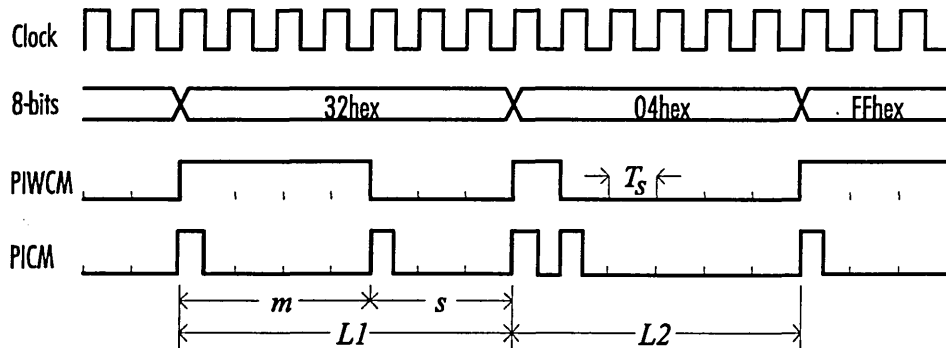 Clock
8-bits 32hex 04hex FFhex
PIWCM Ts
PICM
m s
L1 L2